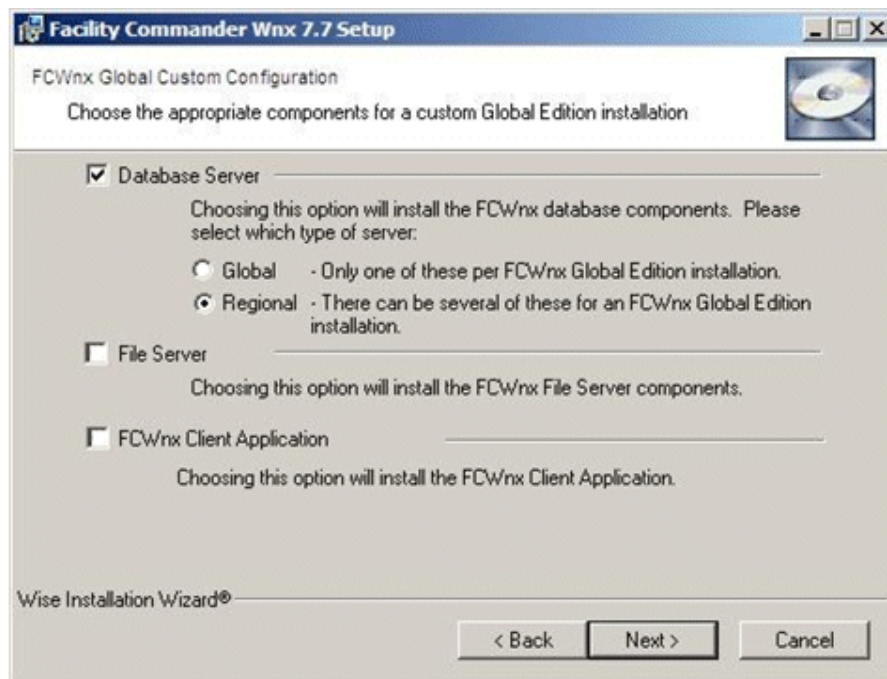 Facility Commander Wnx 7.7 Setup
FCWnx Global Custom Configuration
Choose the appropriate components for a custom Global Edition installation
Database Server
Choosing this option will install the FCWnx database components. Please
select which type of server:
Global - Only one of these per FCWnx Global Edition installation.
Regional - There can be several of these for an FCWnx Global Edition
installation.
File Server
Choosing this option will install the FCWnx File Server components.
FCWnx Client Application
Choosing this option will install the FCWnx Client Application.
Wise Installation Wizard®
< Back Next > Cancel